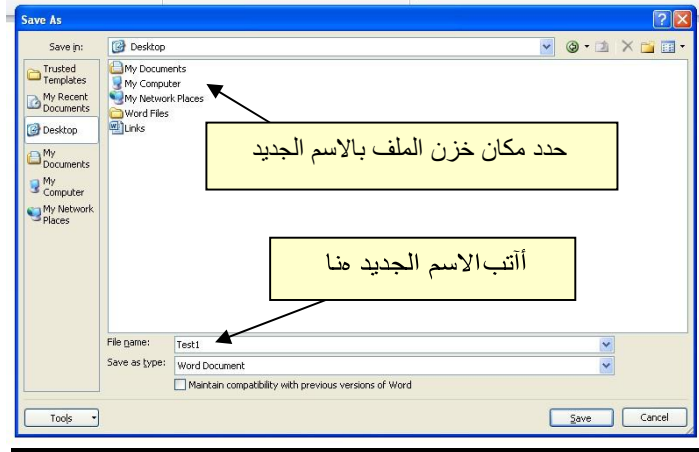 Save As
Save in:
Desktop
Trusted
Templates
My Recent
Documents
Desktop
My
Documents
My
Computer
My Network
Places
My Documents
My Computer
My Network Places
Word Files
Links
حدد مكان خزن الملف بالاسم الجديد
أآتب الاسم الجديد هنا
File name:
Test1
Save as type:
Word Document
Maintain compatibility with previous versions of Word
Tools
Save
Cancel